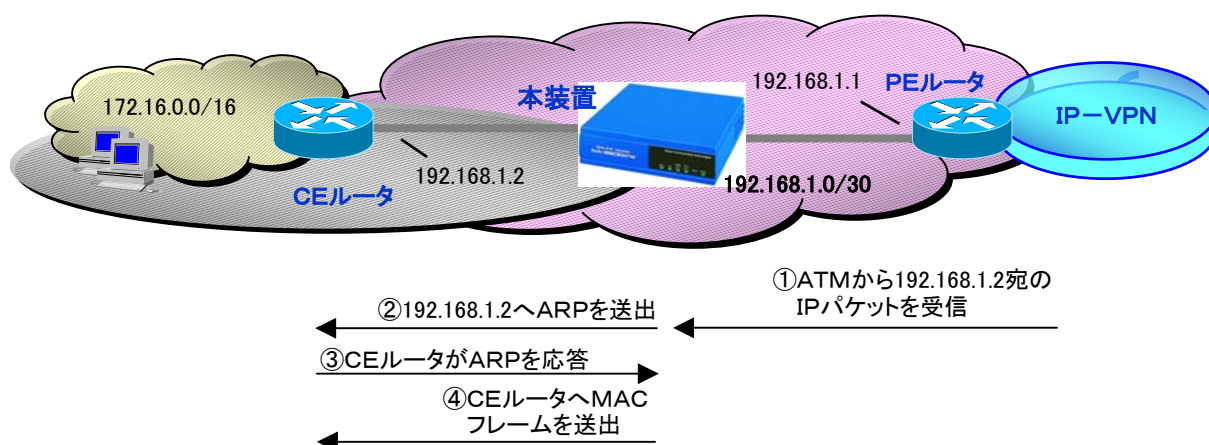 172.16.0.0/16
本装置
192.168.1.1
PEルータ
IP－VPN
CEルータ
192.168.1.2
192.168.1.0/30
①ATMから192.168.1.2宛の
IPパケットを受信
②192.168.1.2へARPを送出
③CEルータがARPを応答
④CEルータへMAC
フレームを送出